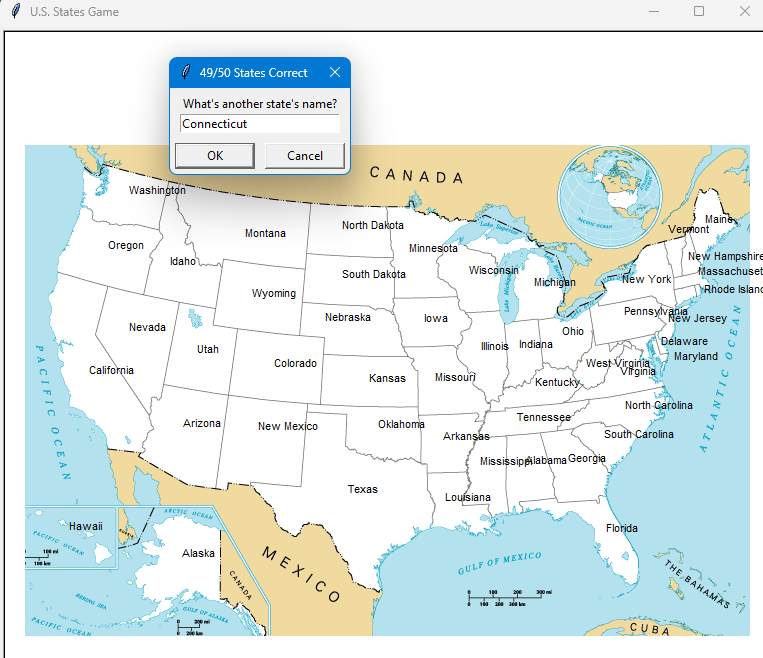 U.S. States Game
49/50 States Correct
What's another state's name?
Connecticut
OK
Cancel
CANADA
Washington
Maine
Vermont
Montana
North Dakota
Lake Superior
Oregon
Minnesota
New Hampshire
Idaho
Wisconsin
Massachuset
South Dakota
Michigan
New York
Rhode Island
Lake Michigan
Wyoming
Nebraska
Iowa
Pennsylvania
New Jersey
Nevada
Ohio
Delaware
Utah
Illinois
Indiana
Maryland
Colorado
West Virginia
Virginia
California
Kansas
Missouri
Kentucky
PACIFIC OCEAN
ATLANTIC OCEAN
North Carolina
Tennessee
Arizona
New Mexico
Oklahoma
Arkansas
South Carolina
Mississippi
Alabama
Georgia
Texas
Louisiana
Florida
ARCTIC OCEAN
Hawaii
PACIFIC OCEAN
100 mi
100 km
Alaska
CANADA
MEXICO
GULF OF MEXICO
THE BAHAMAS
BERING SEA
GULF OF ALASKA
PACIFIC OCEAN
0 200 mi
0 200 km
0 100 200 300 mi
0 100 200 300 km
CUBA